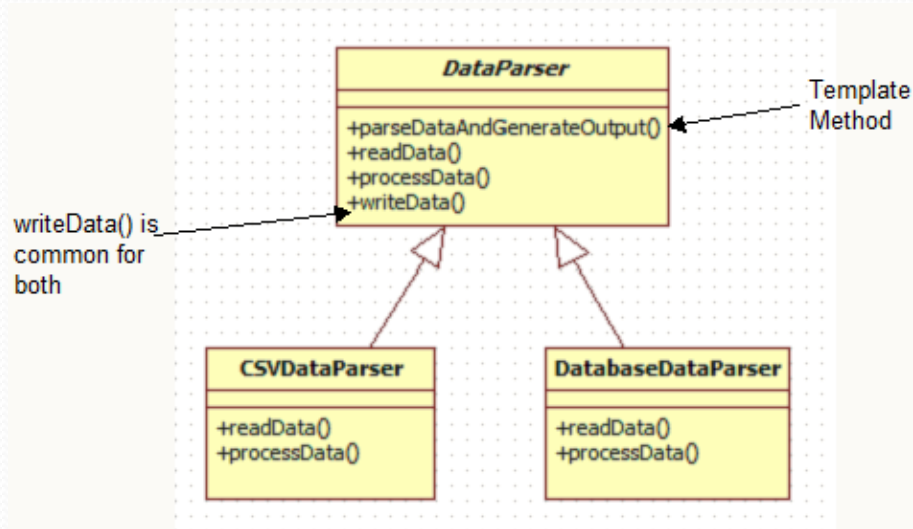 DataParser
+parseDataAndGenerateOutput()
+readData()
+processData()
+writeData()
Template
Method
writeData() is
common for
both
CSVDataParser
+readData()
+processData()
DatabaseDataParser
+readData()
+processData()